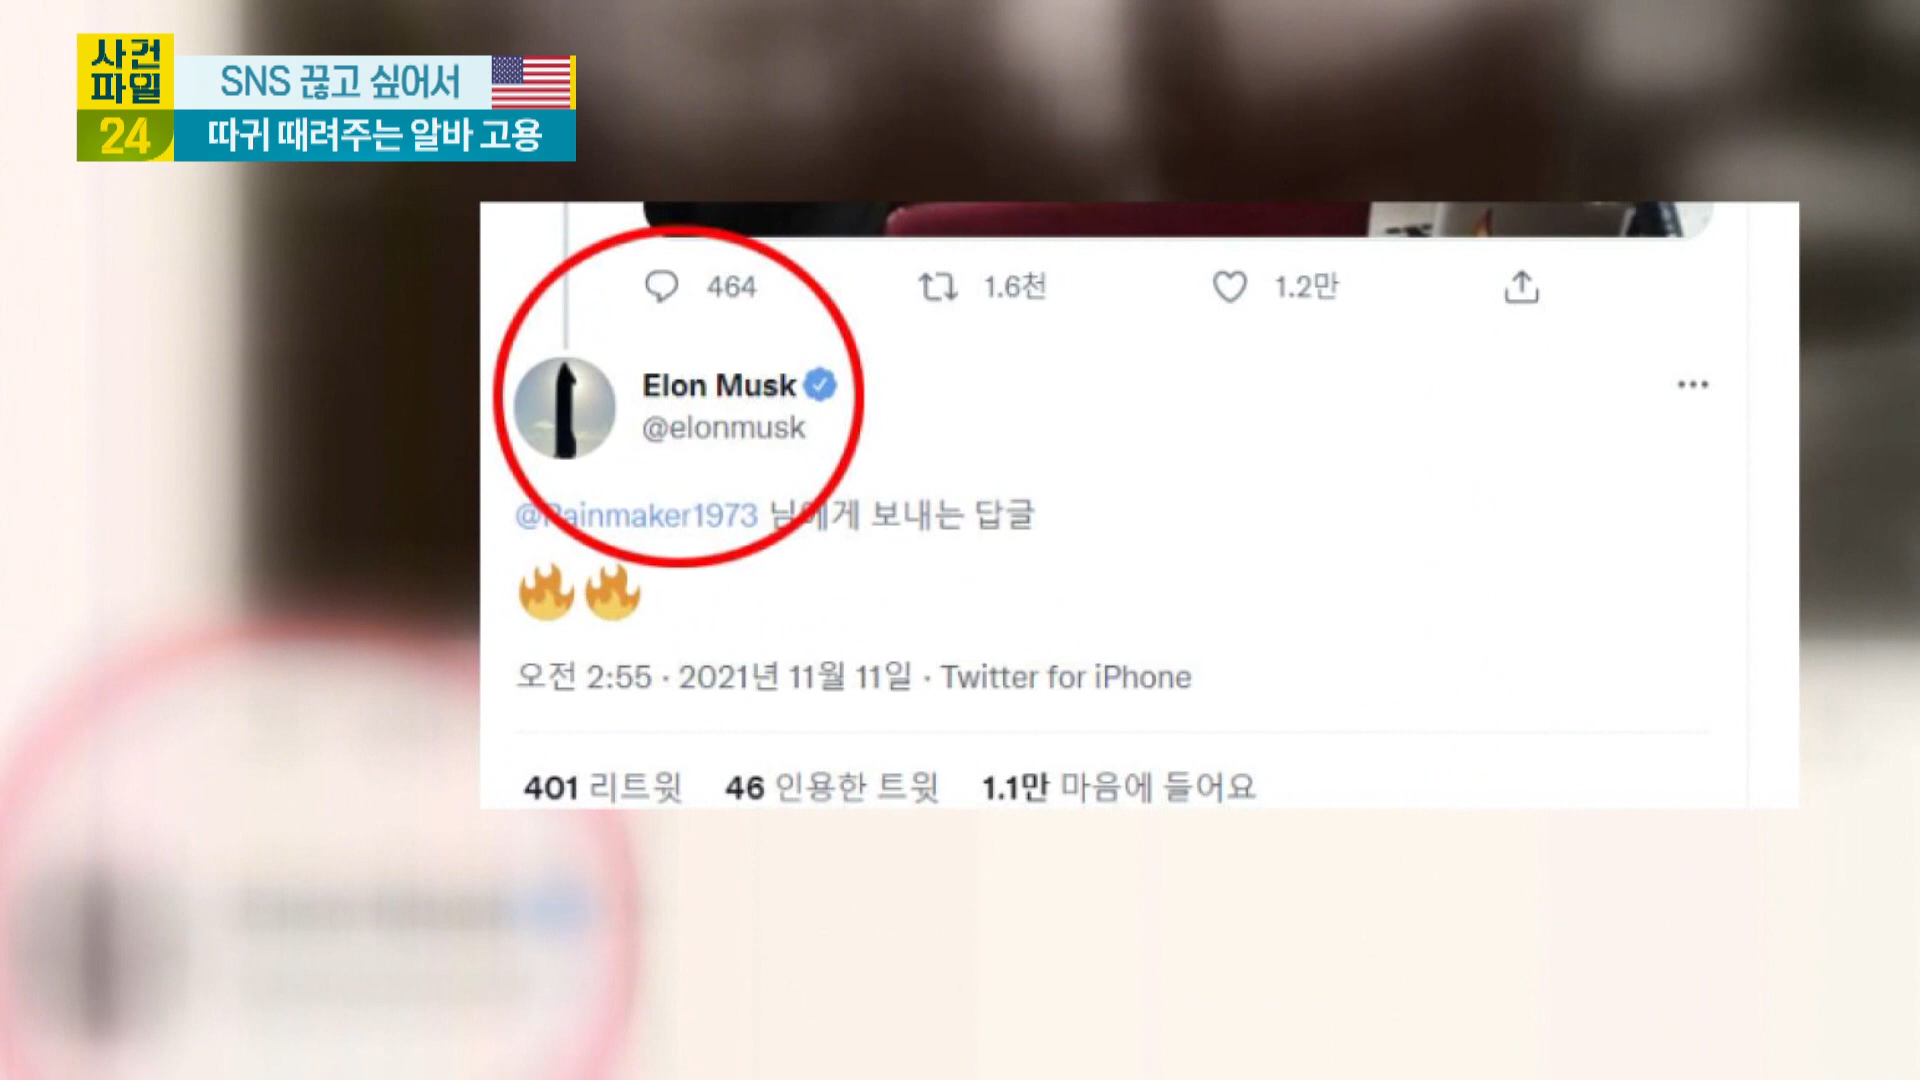 사건
파일
24
SNS 끊고 싶어서
따귀 때려주는 알바 고용
464 1.6천 1.2만
Elon Musk
@elonmusk
@Rainmaker1973 님에게 보내는 답글
🔥🔥
오전 2:55 · 2021년 11월 11일 · Twitter for iPhone
401 리트윗 46 인용한 트윗 1.1만 마음에 들어요